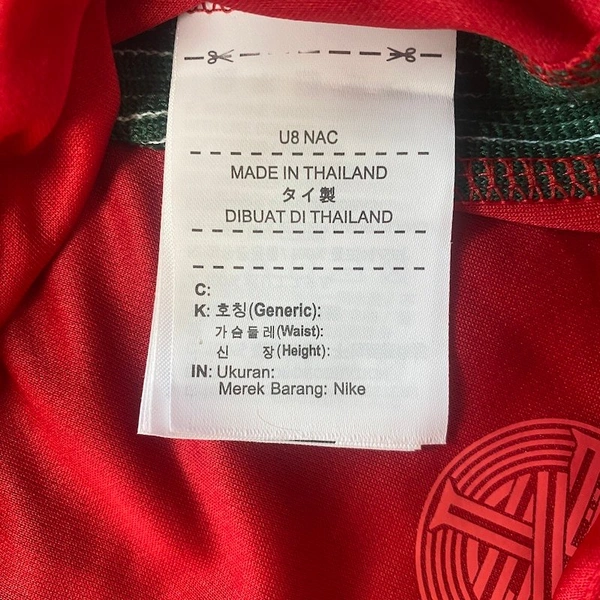 U8 NAC
MADE IN THAILAND
タイ製
DIBUAT DI THAILAND
C:
K: 호칭(Generic):
가슴둘레(Waist):
신 장(Height):
IN: Ukuran:
Merek Barang: Nike